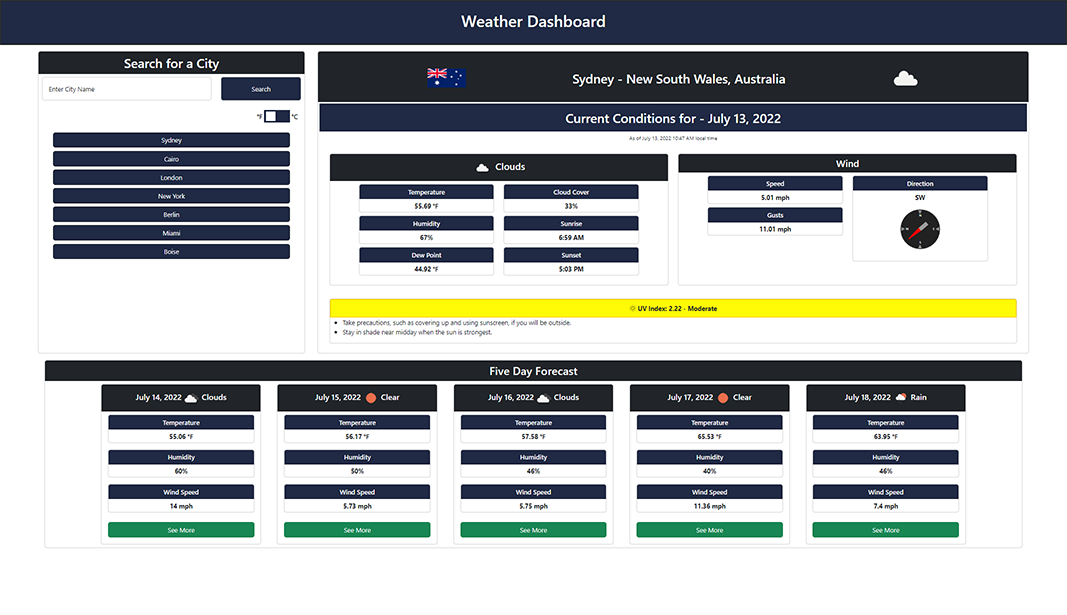 Weather Dashboard
Search for a City
Enter City Name
Search
°F °C
Sydney
Cairo
London
New York
Berlin
Miami
Boise
Sydney - New South Wales, Australia
Current Conditions for - July 13, 2022
As of July 13, 2022 10:47 AM local time
Clouds
Temperature Cloud Cover
55.69 °F 33%
Humidity Sunrise
67% 6:59 AM
Dew Point Sunset
44.92 °F 5:03 PM
Wind
Speed Direction
5.01 mph SW
Gusts
11.01 mph
UV Index: 2.22 - Moderate
• Take precautions, such as covering up and using sunscreen, if you will be outside.
• Stay in shade near midday when the sun is strongest.
Five Day Forecast
July 14, 2022 Clouds
Temperature
55.06 °F
Humidity
60%
Wind Speed
14 mph
See More
July 15, 2022 Clear
Temperature
56.17 °F
Humidity
50%
Wind Speed
5.73 mph
See More
July 16, 2022 Clouds
Temperature
57.58 °F
Humidity
46%
Wind Speed
5.75 mph
See More
July 17, 2022 Clear
Temperature
65.53 °F
Humidity
40%
Wind Speed
11.36 mph
See More
July 18, 2022 Rain
Temperature
63.95 °F
Humidity
46%
Wind Speed
7.4 mph
See More